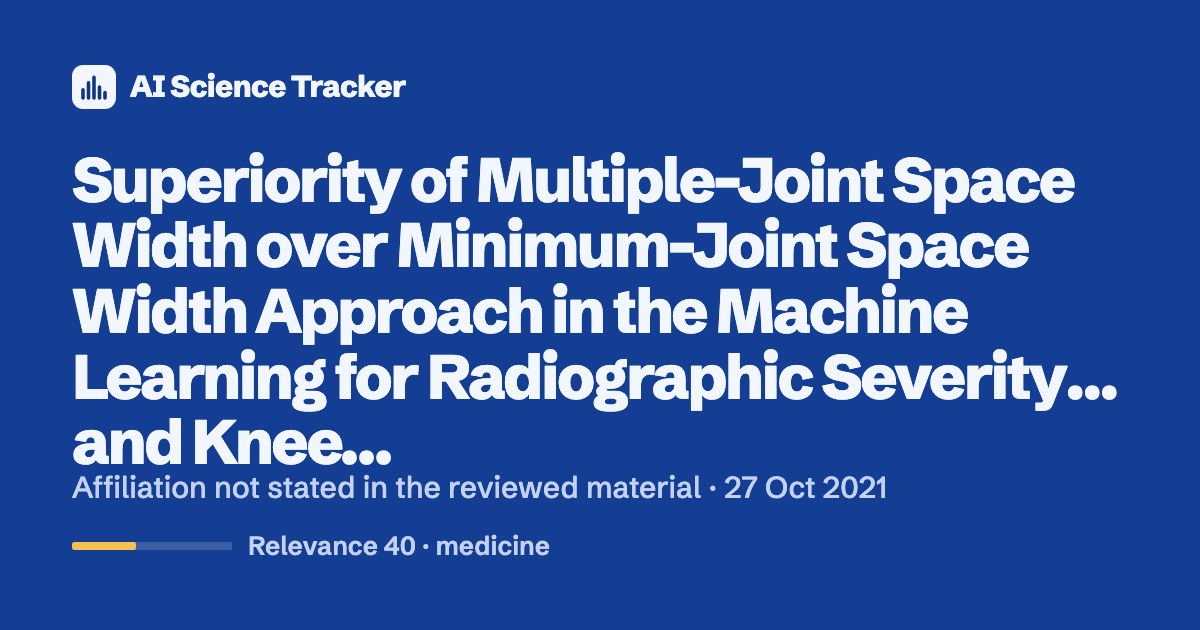 AI Science Tracker
Superiority of Multiple-Joint Space
Width over Minimum-Joint Space
Width Approach in the Machine
Learning for Radiographic Severity...
and Knee...
Affiliation not stated in the reviewed material · 27 Oct 2021
Relevance 40 · medicine